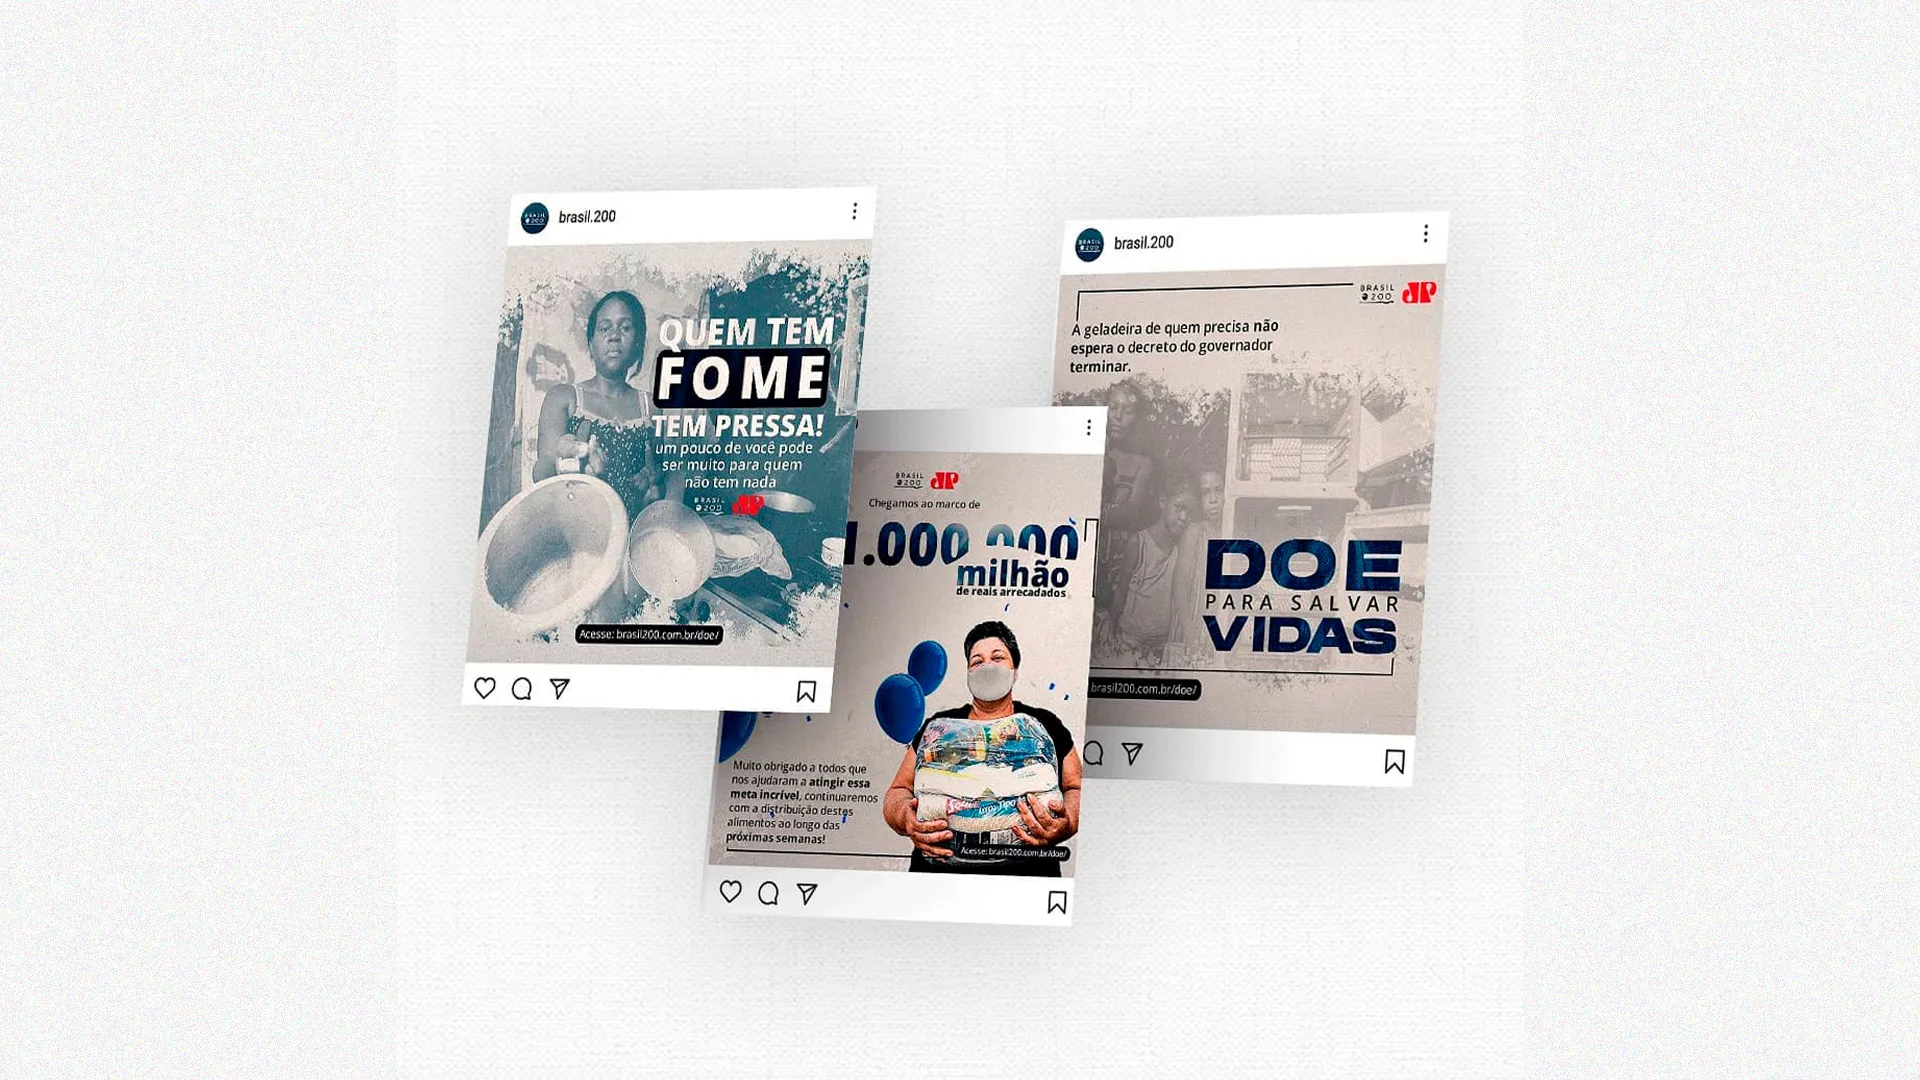 brasil.200
QUEM TEM
FOME
TEM PRESSA!
um pouco de você pode
ser muito para quem
não tem nada
BRASIL
200
JP
Acesse: brasil200.com.br/doe/
BRASIL
200
JP
Chegamos ao marco de
1.000.000
milhão
de reais arrecadados
Muito obrigado a todos que
nos ajudaram a atingir essa
meta incrível, continuaremos
com a distribuição destes
alimentos ao longo das
próximas semanas!
Acesse: brasil200.com.br/doe/
brasil.200
BRASIL
200
JP
A geladeira de quem precisa não
espera o decreto do governador
terminar.
DOE
PARA SALVAR
VIDAS
brasil200.com.br/doe/